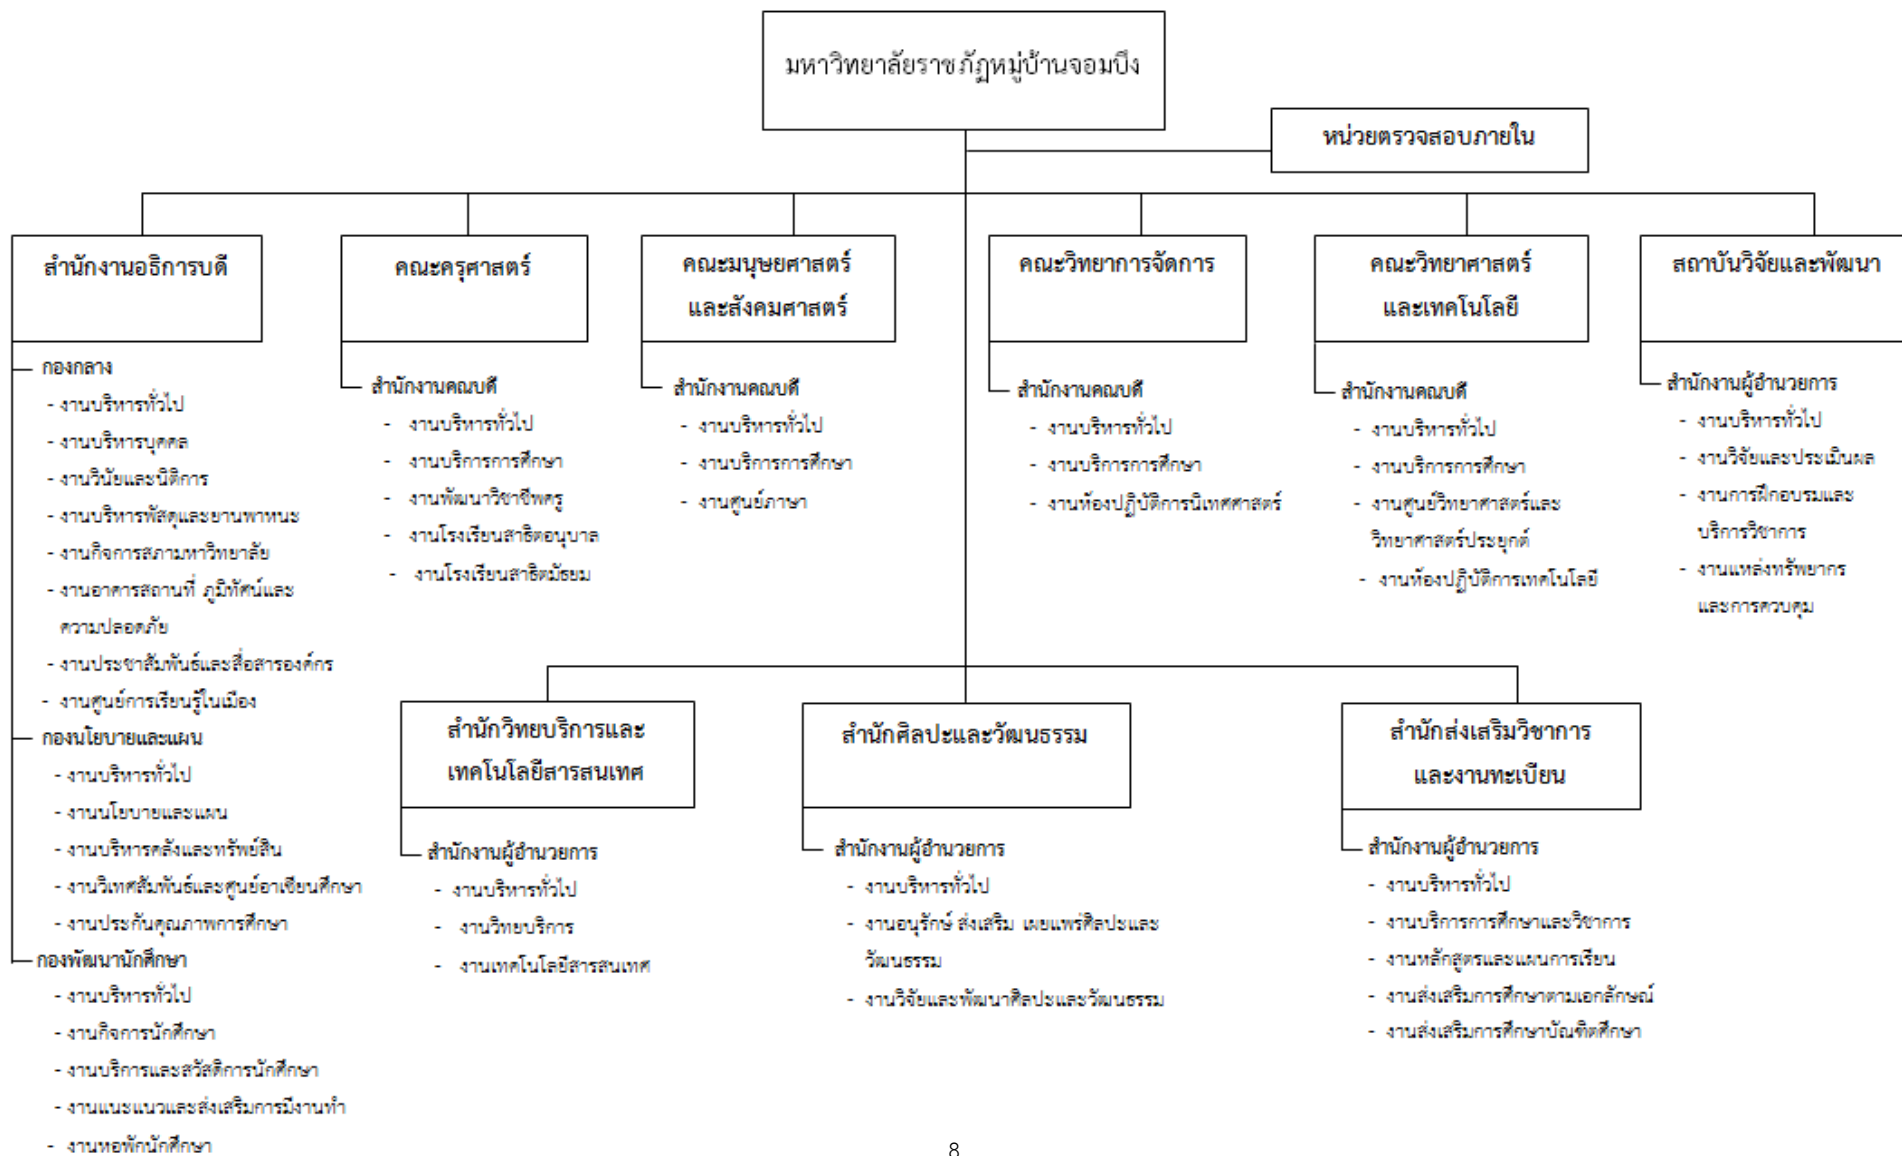 มหาวิทยาลัยราชภัฏหมู่บ้านจอมบึง
หน่วยตรวจสอบภายใน
สำนักงานอธิการบดี
กองกลาง
- งานบริหารทั่วไป
- งานบริหารบุคคล
- งานวินัยและนิติการ
- งานบริหารพัสดุและยานพาหนะ
- งานกิจการสภามหาวิทยาลัย
- งานอาคารสถานที่ ภูมิทัศน์และ
ความปลอดภัย
- งานประชาสัมพันธ์และสื่อสารองค์กร
- งานศูนย์การเรียนรู้ในเมือง
กองนโยบายและแผน
- งานบริหารทั่วไป
- งานนโยบายและแผน
- งานบริหารคลังและทรัพย์สิน
- งานวิเทศสัมพันธ์และศูนย์อาเซียนศึกษา
- งานประกันคุณภาพการศึกษา
กองพัฒนานักศึกษา
- งานบริหารทั่วไป
- งานกิจการนักศึกษา
- งานบริการและสวัสดิการนักศึกษา
- งานแนะแนวและส่งเสริมการมีงานทำ
- งานหอพักนักศึกษา
คณะครุศาสตร์
สำนักงานคณบดี
- งานบริหารทั่วไป
- งานบริการการศึกษา
- งานพัฒนาวิชาชีพครู
- งานโรงเรียนสาธิตอนุบาล
- งานโรงเรียนสาธิตมัธยม
คณะมนุษยศาสตร์
และสังคมศาสตร์
สำนักงานคณบดี
- งานบริหารทั่วไป
- งานบริการการศึกษา
- งานศูนย์ภาษา
คณะวิทยาการจัดการ
สำนักงานคณบดี
- งานบริหารทั่วไป
- งานบริการการศึกษา
- งานห้องปฏิบัติการนิเทศศาสตร์
คณะวิทยาศาสตร์
และเทคโนโลยี
สำนักงานคณบดี
- งานบริหารทั่วไป
- งานบริการการศึกษา
- งานศูนย์วิทยาศาสตร์และ
วิทยาศาสตร์ประยุกต์
- งานห้องปฏิบัติการเทคโนโลยี
สถาบันวิจัยและพัฒนา
สำนักงานผู้อำนวยการ
- งานบริหารทั่วไป
- งานวิจัยและประเมินผล
- งานการฝึกอบรมและ
บริการวิชาการ
- งานแหล่งทรัพยากร
และการควบคุม
สำนักวิทยบริการและ
เทคโนโลยีสารสนเทศ
สำนักงานผู้อำนวยการ
- งานบริหารทั่วไป
- งานวิทยบริการ
- งานเทคโนโลยีสารสนเทศ
สำนักศิลปะและวัฒนธรรม
สำนักงานผู้อำนวยการ
- งานบริหารทั่วไป
- งานอนุรักษ์ ส่งเสริม เผยแพร่ศิลปะและ
วัฒนธรรม
- งานวิจัยและพัฒนาศิลปะและวัฒนธรรม
สำนักส่งเสริมวิชาการ
และงานทะเบียน
สำนักงานผู้อำนวยการ
- งานบริหารทั่วไป
- งานบริการการศึกษาและวิชาการ
- งานหลักสูตรและแผนการเรียน
- งานส่งเสริมการศึกษาตามเอกลักษณ์
- งานส่งเสริมการศึกษาบัณฑิตศึกษา
8